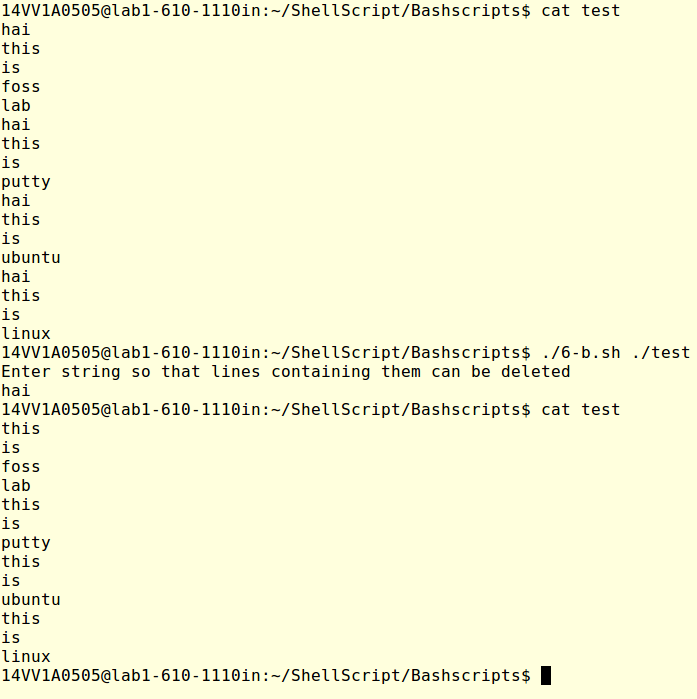 14VV1A0505@lab1-610-1110in:~/ShellScript/Bashscripts$ cat test
hai
this
is
foss
lab
hai
this
is
putty
hai
this
is
ubuntu
hai
this
is
linux
14VV1A0505@lab1-610-1110in:~/ShellScript/Bashscripts$ ./6-b.sh ./test
Enter string so that lines containing them can be deleted
hai
14VV1A0505@lab1-610-1110in:~/ShellScript/Bashscripts$ cat test
this
is
foss
lab
this
is
putty
this
is
ubuntu
this
is
linux
14VV1A0505@lab1-610-1110in:~/ShellScript/Bashscripts$